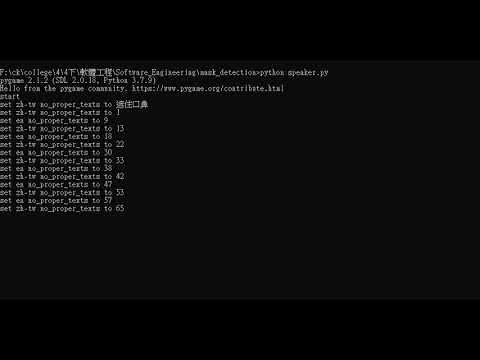 F:\ck\college\4\4下\軟體工程\Software_Engineering\mask_detection>python speaker.py
pygame 2.1.2 (SDL 2.0.18, Python 3.7.9)
Hello from the pygame community. https://www.pygame.org/contribute.html
start
set zh-tw no_proper_texts to 遮住口鼻
set zh-tw no_proper_texts to 1
set en no_proper_texts to 9
set zh-tw no_proper_texts to 13
set en no_proper_texts to 18
set zh-tw no_proper_texts to 22
set en no_proper_texts to 30
set zh-tw no_proper_texts to 33
set en no_proper_texts to 38
set zh-tw no_proper_texts to 42
set en no_proper_texts to 47
set zh-tw no_proper_texts to 53
set en no_proper_texts to 57
set zh-tw no_proper_texts to 65